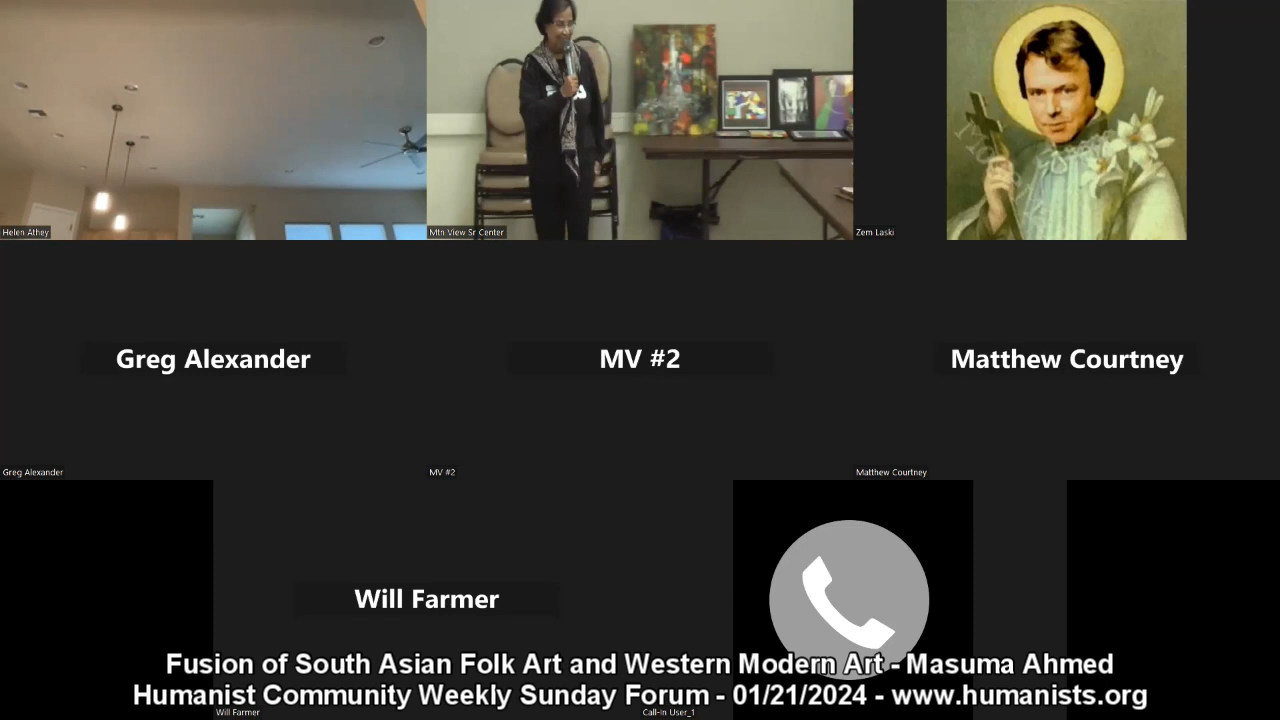 Helen Athey
Mtn View Sr Center
Zem Laski
Greg Alexander
MV #2
Matthew Courtney
Greg Alexander
MV #2
Matthew Courtney
Will Farmer
Fusion of South Asian Folk Art and Western Modern Art - Masuma Ahmed
Humanist Community Weekly Sunday Forum - 01/21/2024 - www.humanists.org
Will Farmer
Call-In User_1